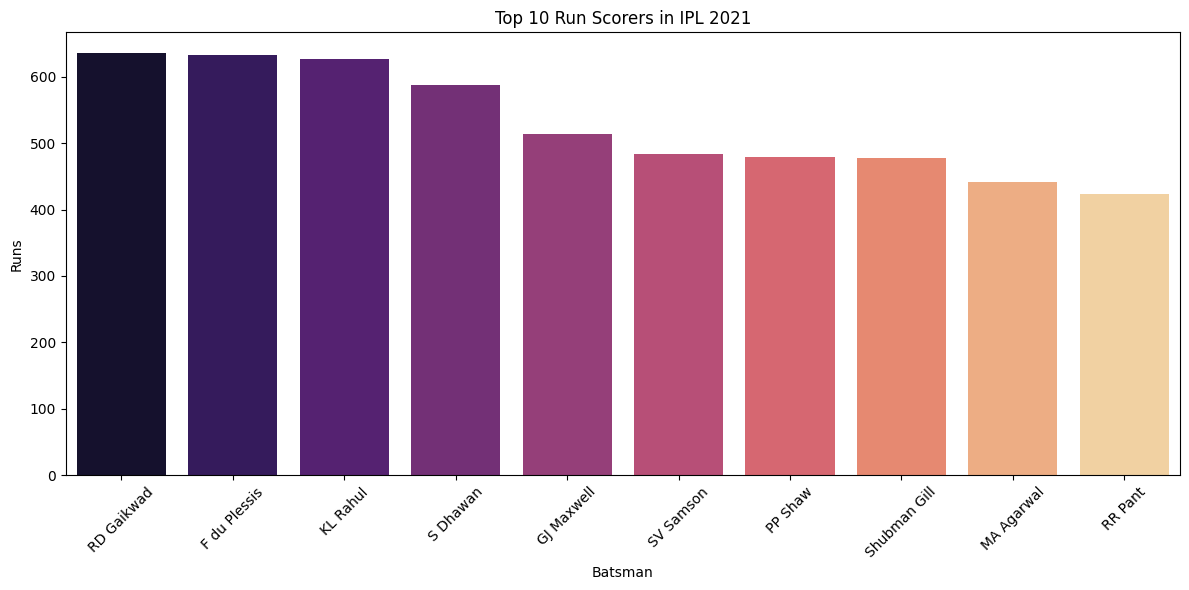 Top 10 Run Scorers in IPL 2021
Runs
600
500
400
300
200
100
0
RD Gaikwad
F du Plessis
KL Rahul
S Dhawan
GJ Maxwell
SV Samson
PP Shaw
Shubman Gill
MA Agarwal
RR Pant
Batsman